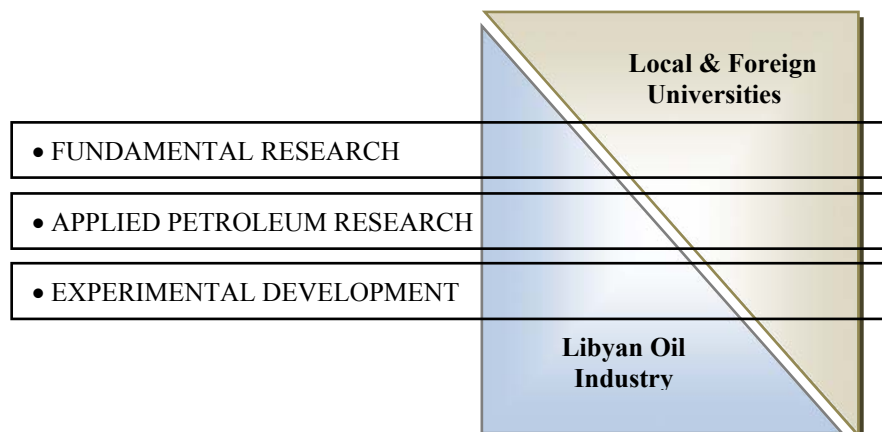 Local & Foreign
Universities
• FUNDAMENTAL RESEARCH
• APPLIED PETROLEUM RESEARCH
• EXPERIMENTAL DEVELOPMENT
Libyan Oil
Industry